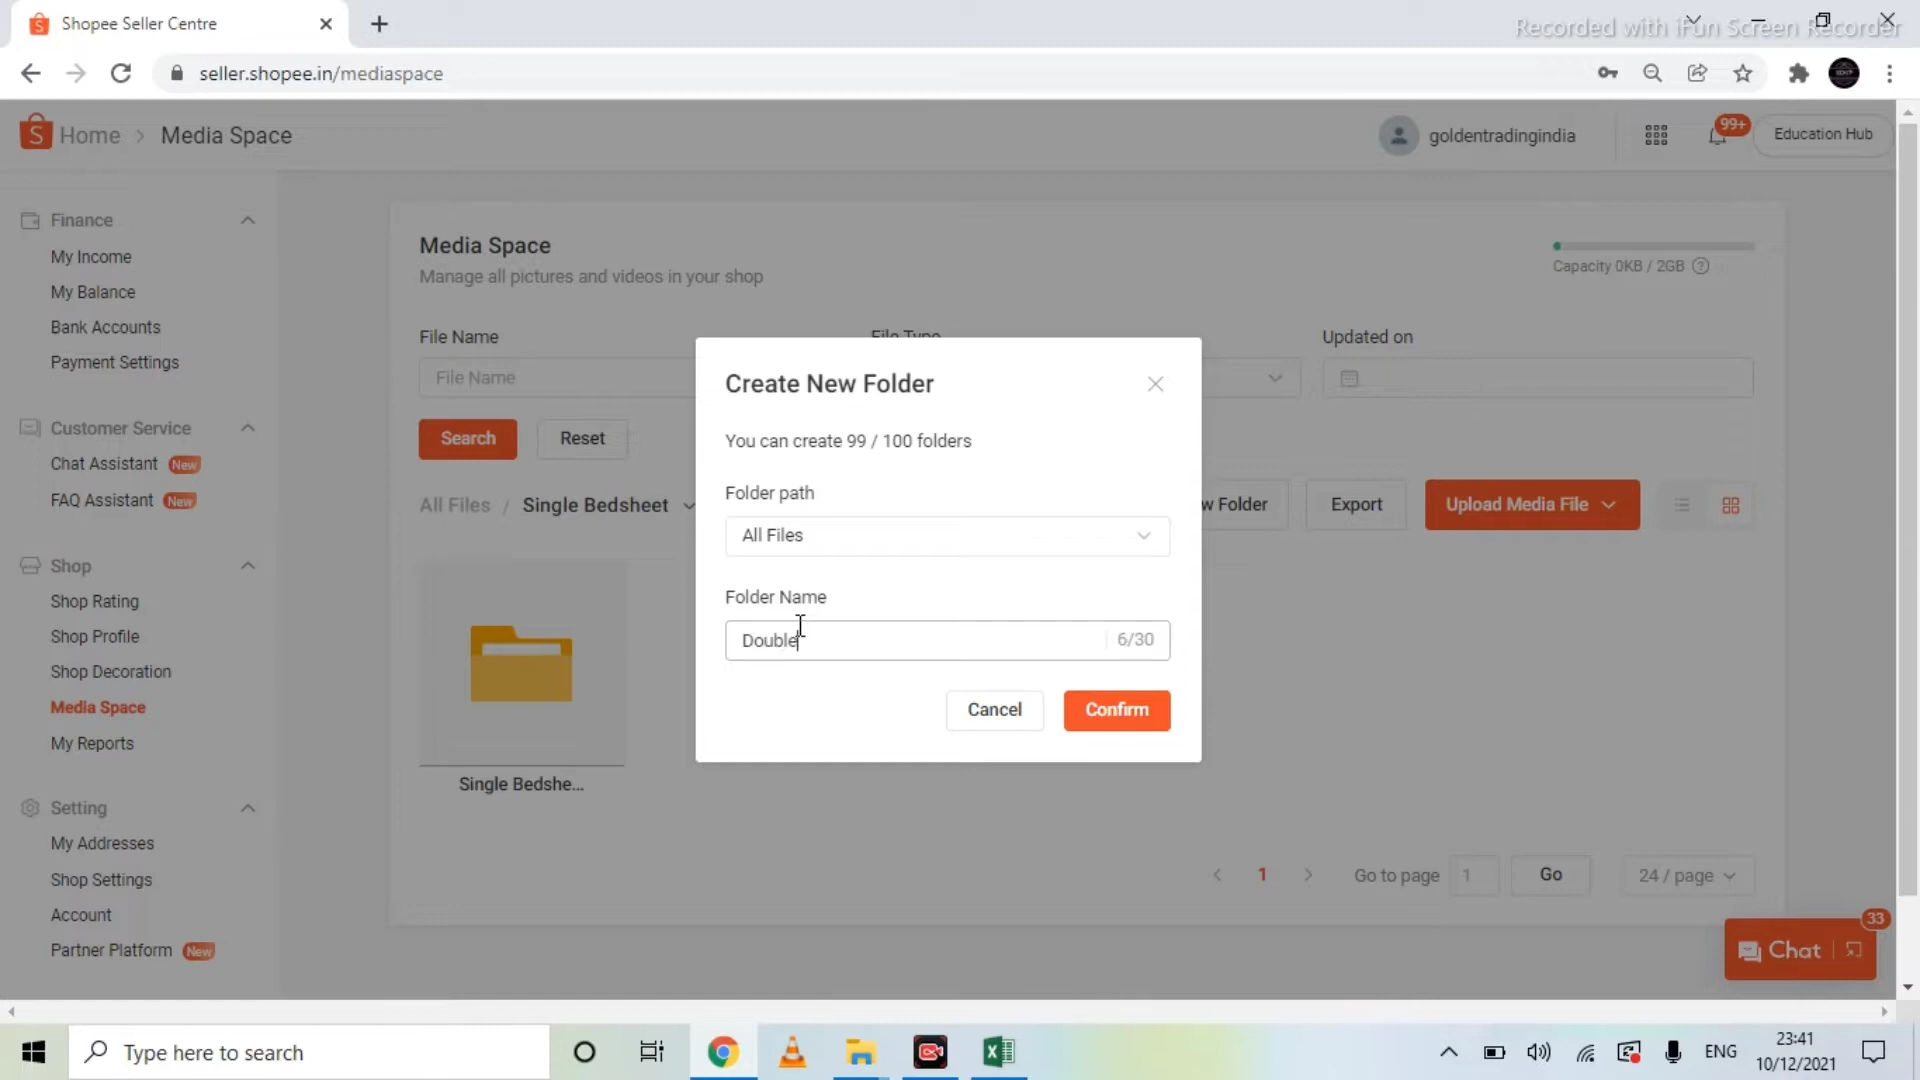 Shopee Seller Centre
Recorded with iFun Screen Recorder
seller.shopee.in/mediaspace
Home > Media Space
goldentradingindia
99+
Education Hub
Finance
My Income
My Balance
Bank Accounts
Payment Settings
Customer Service
Chat Assistant New
FAQ Assistant New
Shop
Shop Rating
Shop Profile
Shop Decoration
Media Space
My Reports
Setting
My Addresses
Shop Settings
Account
Partner Platform New
Media Space
Manage all pictures and videos in your shop
Capacity 0KB / 2GB
File Name
File Type
Updated on
File Name
Search
Reset
All Files / Single Bedsheet
w Folder
Export
Upload Media File
Single Bedshe...
Create New Folder
You can create 99 / 100 folders
Folder path
All Files
Folder Name
Double
6/30
Cancel
Confirm
1
Go to page
1
Go
24 / page
33
Chat
Type here to search
ENG
23:41
10/12/2021